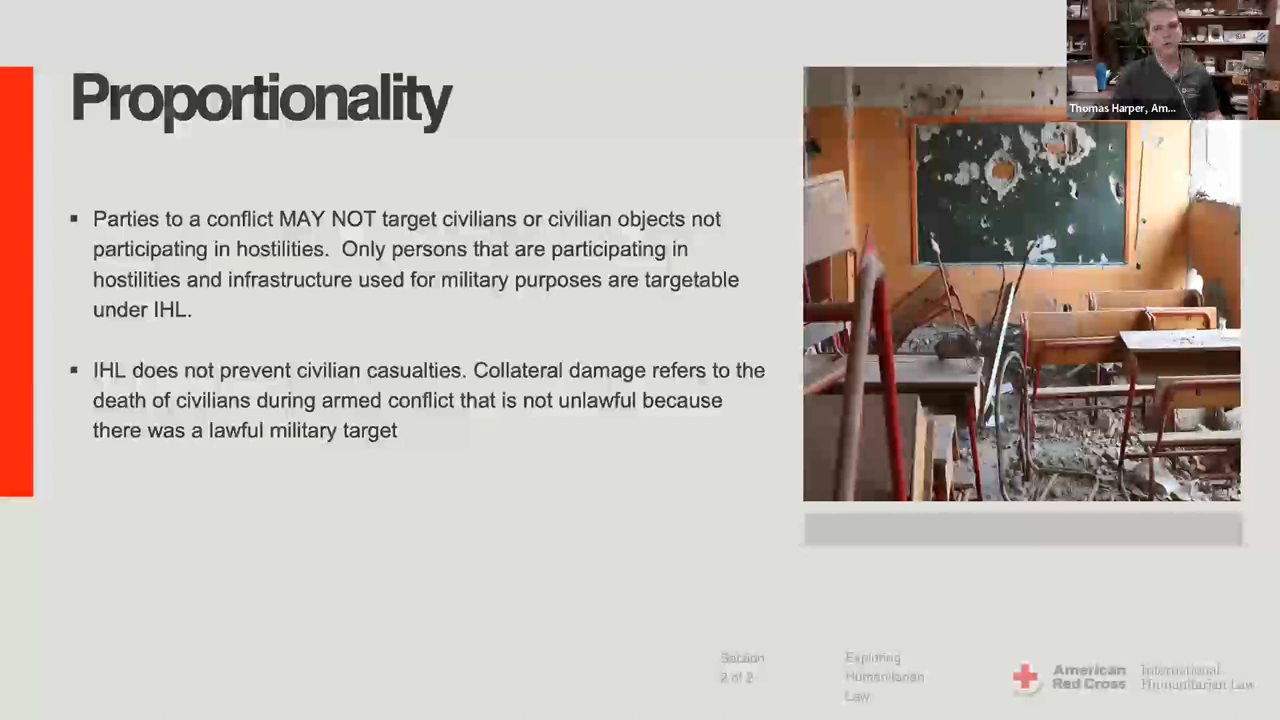 Proportionality
Thomas Harper, Am...
▪ Parties to a conflict MAY NOT target civilians or civilian objects not
participating in hostilities.  Only persons that are participating in
hostilities and infrastructure used for military purposes are targetable
under IHL.
▪ IHL does not prevent civilian casualties. Collateral damage refers to the
death of civilians during armed conflict that is not unlawful because
there was a lawful military target
Section
2 of 2
Exploring
Humanitarian
Law
American
Red Cross
International
Humanitarian Law